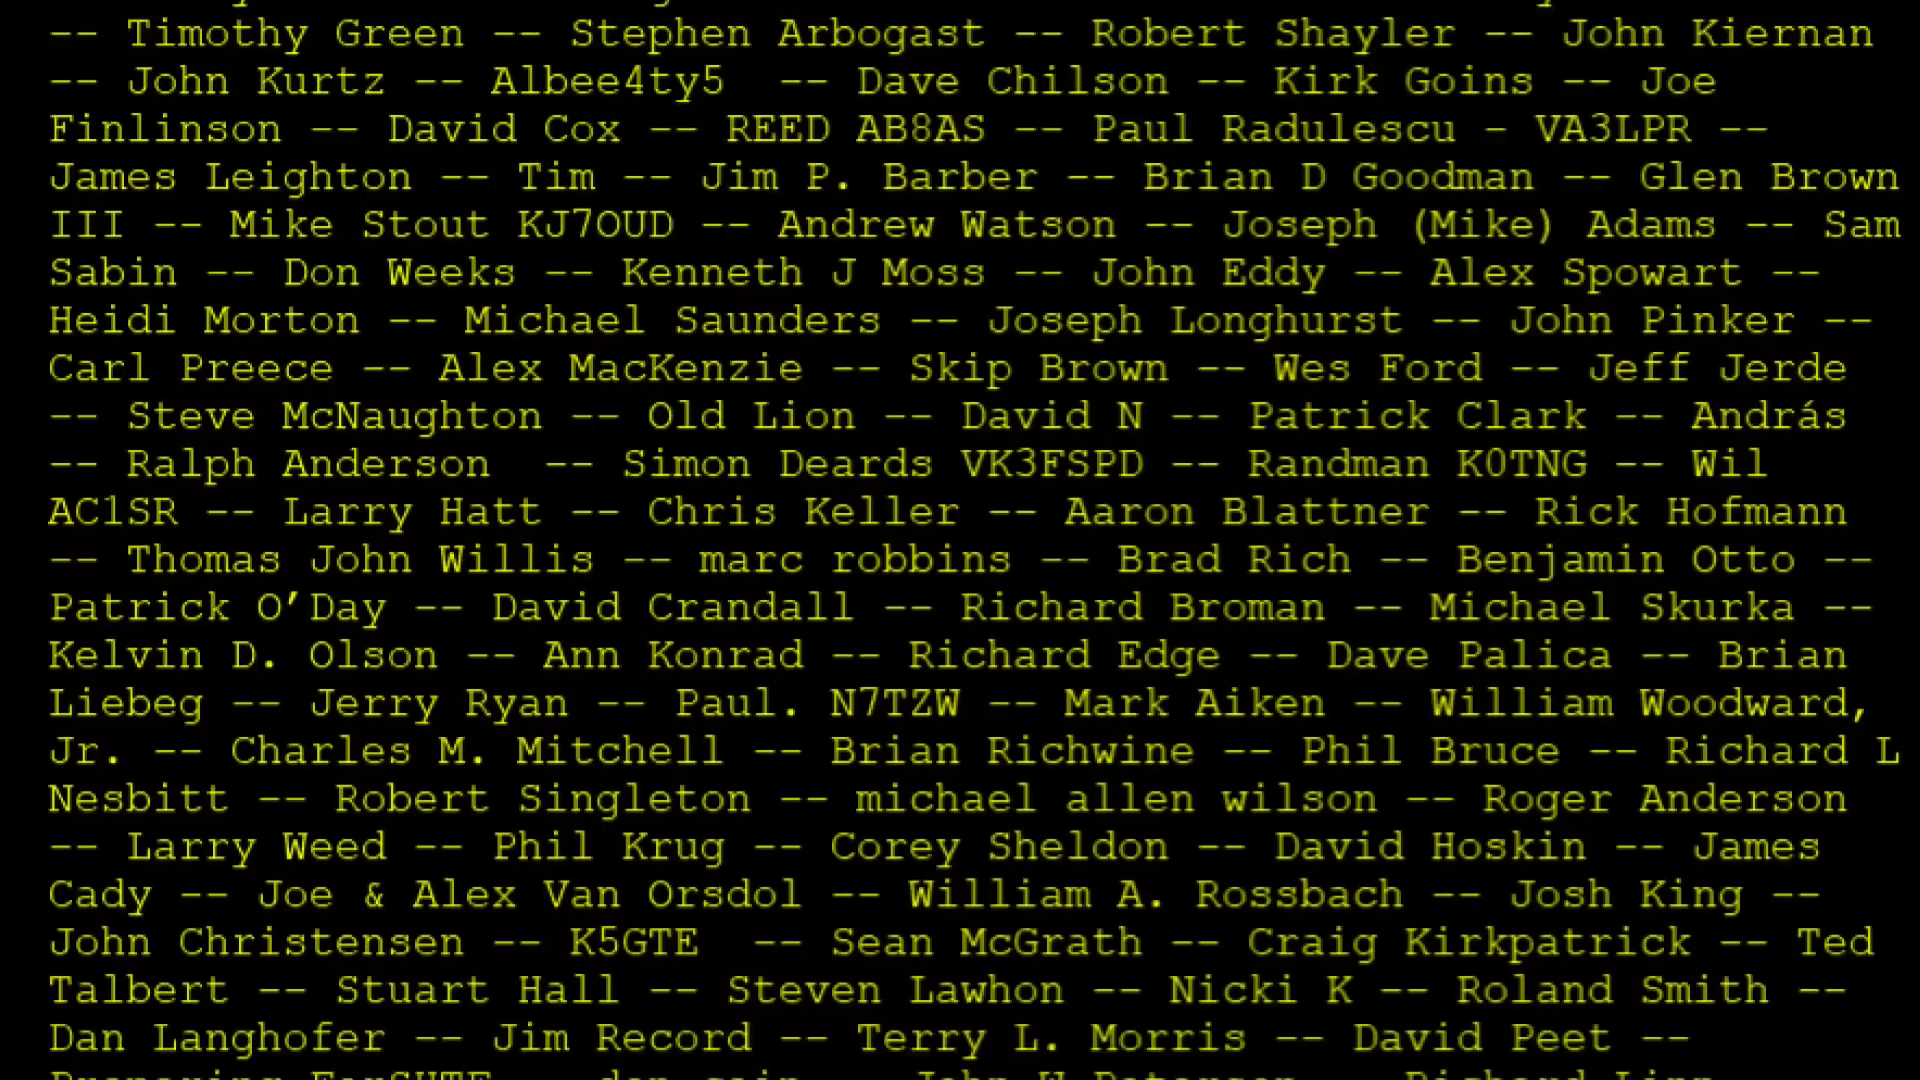 -- Timothy Green -- Stephen Arbogast -- Robert Shayler -- John Kiernan
-- John Kurtz -- Albee4ty5  -- Dave Chilson -- Kirk Goins -- Joe
Finlinson -- David Cox -- REED AB8AS -- Paul Radulescu - VA3LPR --
James Leighton -- Tim -- Jim P. Barber -- Brian D Goodman -- Glen Brown
III -- Mike Stout KJ7OUD -- Andrew Watson -- Joseph (Mike) Adams -- Sam
Sabin -- Don Weeks -- Kenneth J Moss -- John Eddy -- Alex Spowart --
Heidi Morton -- Michael Saunders -- Joseph Longhurst -- John Pinker --
Carl Preece -- Alex MacKenzie -- Skip Brown -- Wes Ford -- Jeff Jerde
-- Steve McNaughton -- Old Lion -- David N -- Patrick Clark -- András
-- Ralph Anderson  -- Simon Deards VK3FSPD -- Randman K0TNG -- Wil
AC1SR -- Larry Hatt -- Chris Keller -- Aaron Blattner -- Rick Hofmann
-- Thomas John Willis -- marc robbins -- Brad Rich -- Benjamin Otto --
Patrick O’Day -- David Crandall -- Richard Broman -- Michael Skurka --
Kelvin D. Olson -- Ann Konrad -- Richard Edge -- Dave Palica -- Brian
Liebeg -- Jerry Ryan -- Paul. N7TZW -- Mark Aiken -- William Woodward,
Jr. -- Charles M. Mitchell -- Brian Richwine -- Phil Bruce -- Richard L
Nesbitt -- Robert Singleton -- michael allen wilson -- Roger Anderson
-- Larry Weed -- Phil Krug -- Corey Sheldon -- David Hoskin -- James
Cady -- Joe & Alex Van Orsdol -- William A. Rossbach -- Josh King --
John Christensen -- K5GTE  -- Sean McGrath -- Craig Kirkpatrick -- Ted
Talbert -- Stuart Hall -- Steven Lawhon -- Nicki K -- Roland Smith --
Dan Langhofer -- Jim Record -- Terry L. Morris -- David Peet --